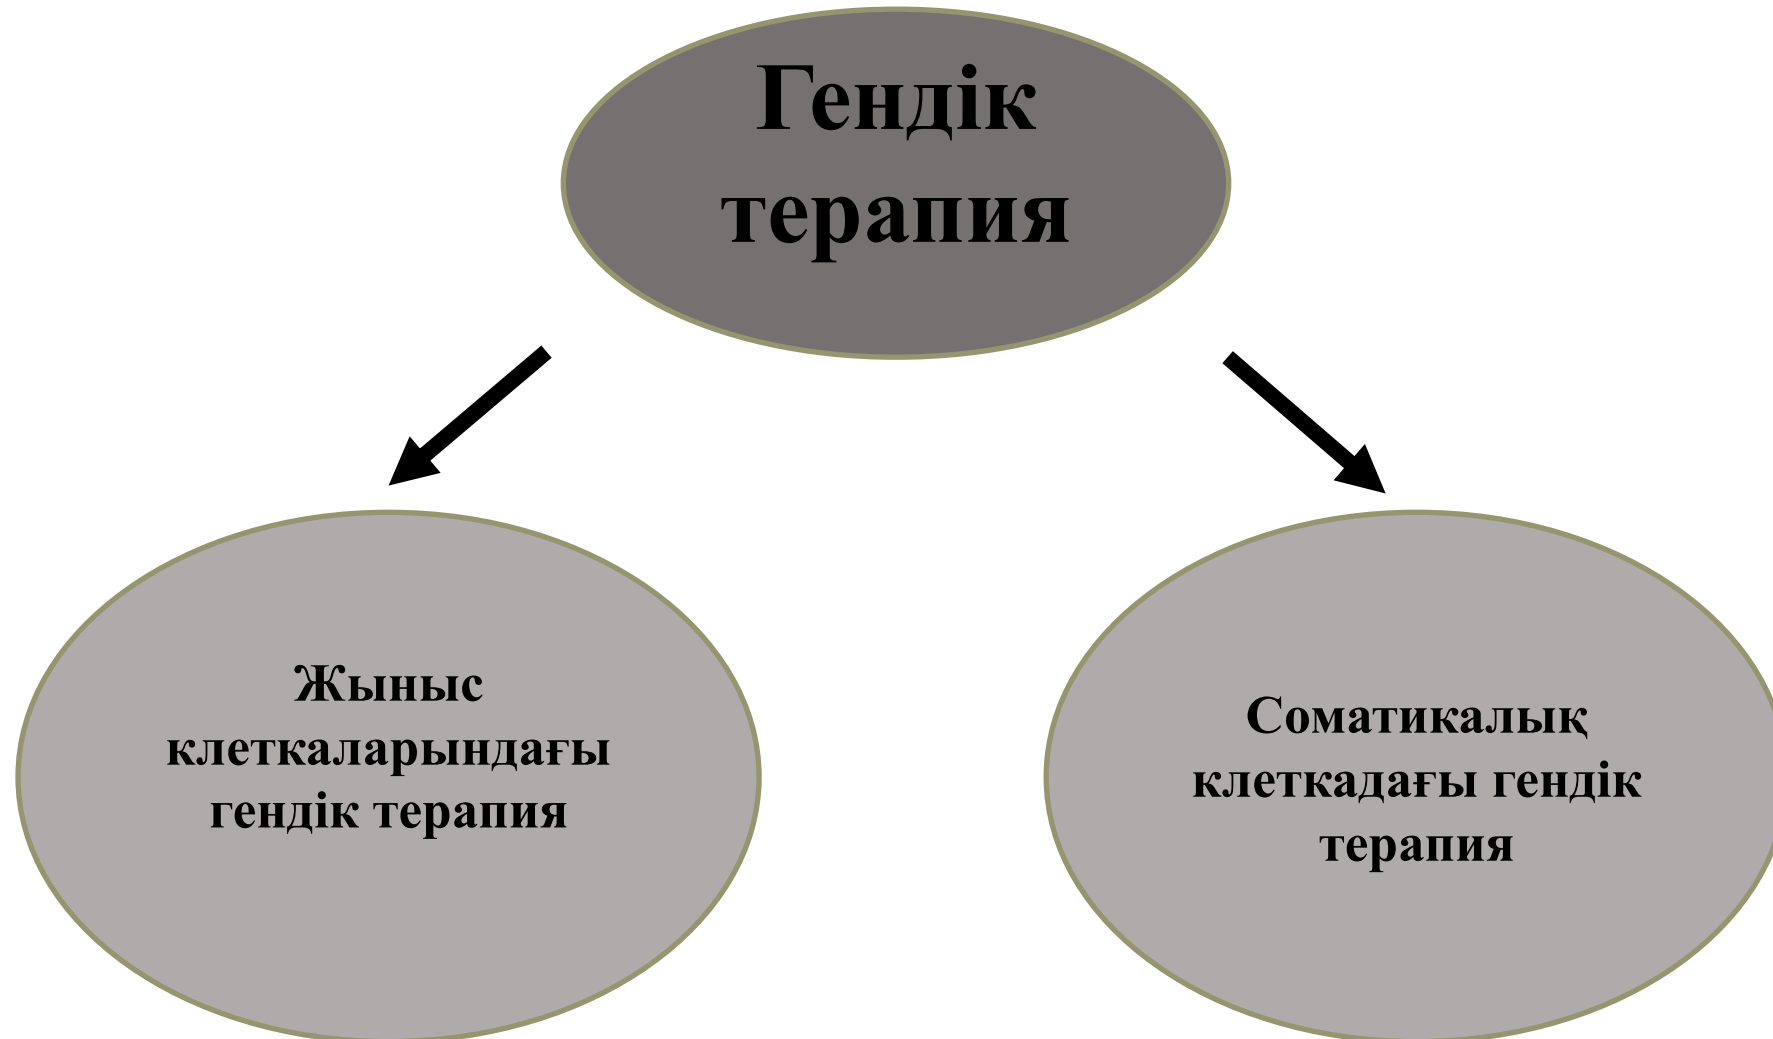 Гендік
терапия
Жыныс
клеткаларындағы
гендік терапия
Соматикалық
клеткадағы гендік
терапия